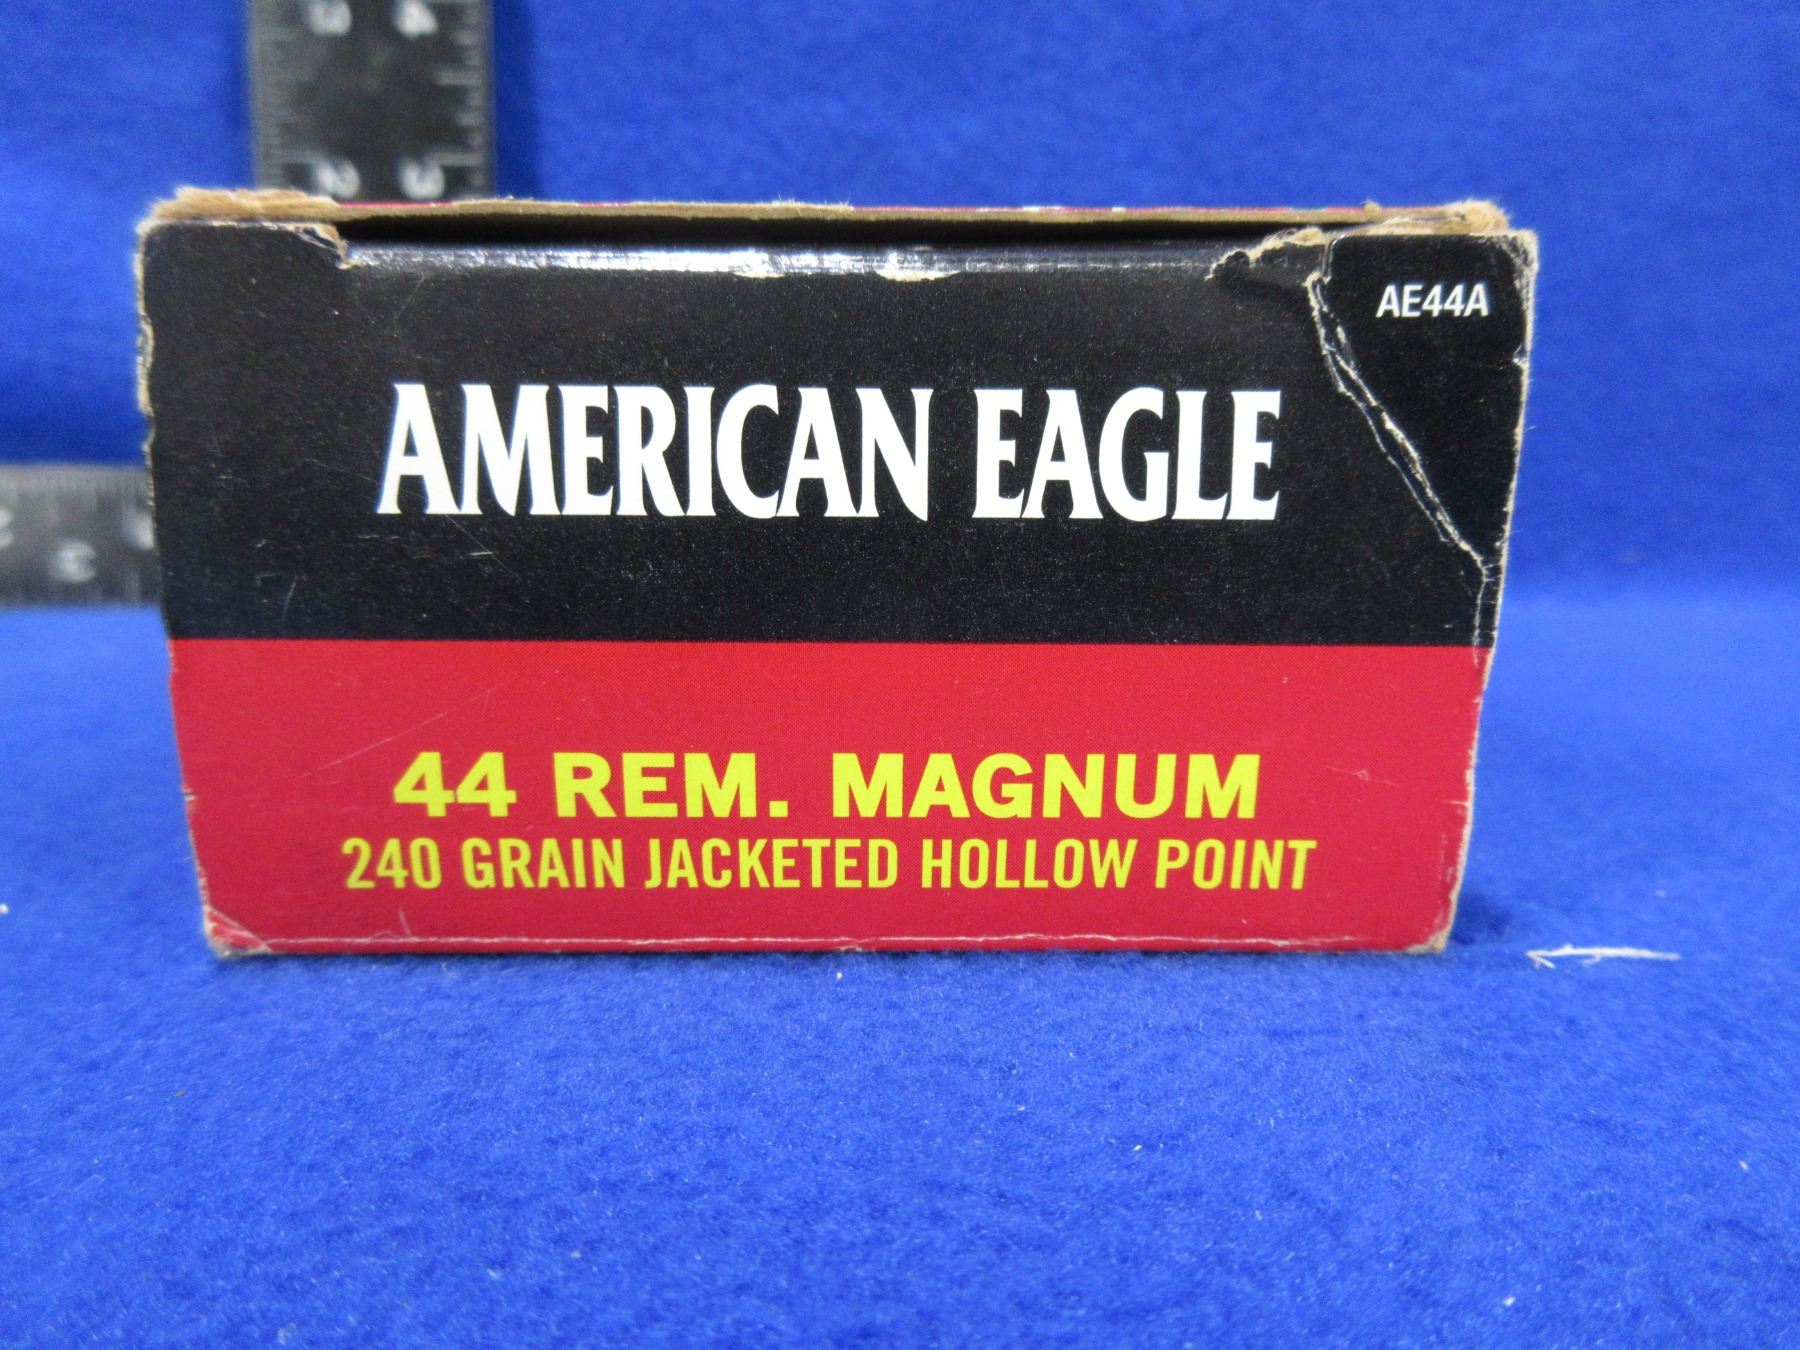 AE44A
AMERICAN EAGLE
44 REM. MAGNUM
240 GRAIN JACKETED HOLLOW POINT